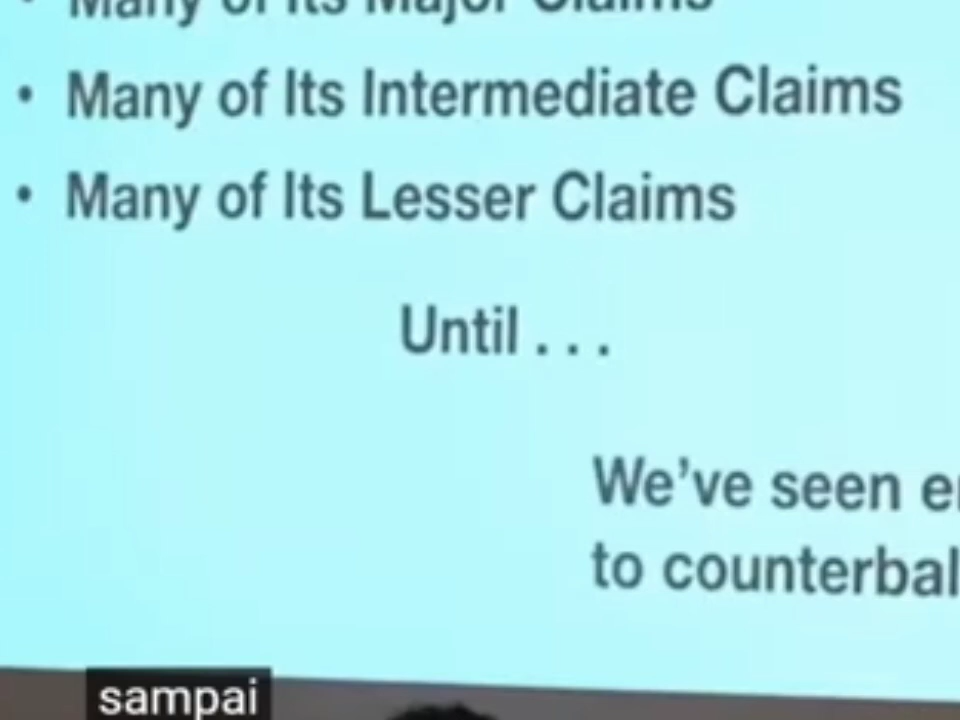 • Many of Its Major Claims
• Many of Its Intermediate Claims
• Many of Its Lesser Claims
Until . . .
We've seen
to
sampai